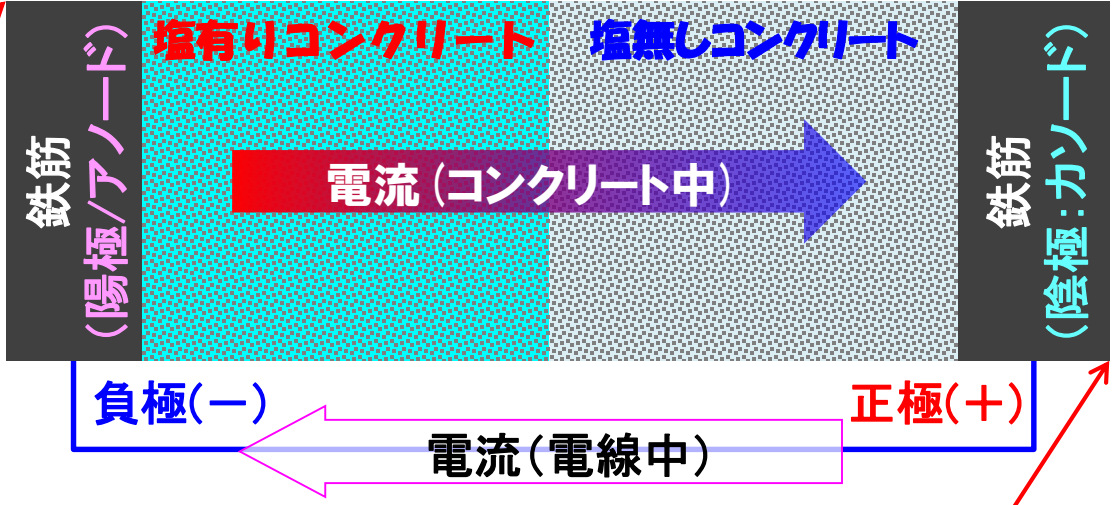 塩有りコンクリート
塩無しコンクリート
鉄筋
(陽極/アノード)
電流(コンクリート中)
鉄筋
(陰極:カソード)
負極(-)
正極(+)
電流(電線中)